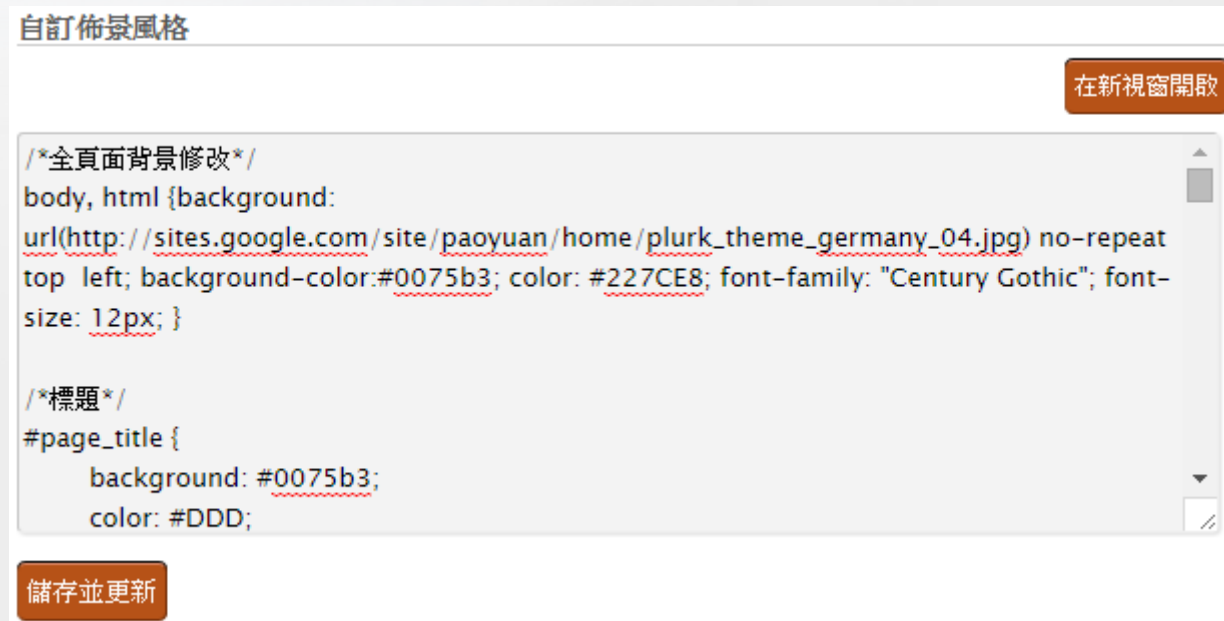 自訂佈景風格
在新視窗開啟
/*全頁面背景修改*/
body, html {background:
url(http://sites.google.com/site/paoyuan/home/plurk_theme_germany_04.jpg) no-repeat
top  left; background-color:#0075b3; color: #227CE8; font-family: "Century Gothic"; font-
size: 12px; }
/*標題*/
#page_title {
background: #0075b3;
color: #DDD;
儲存並更新